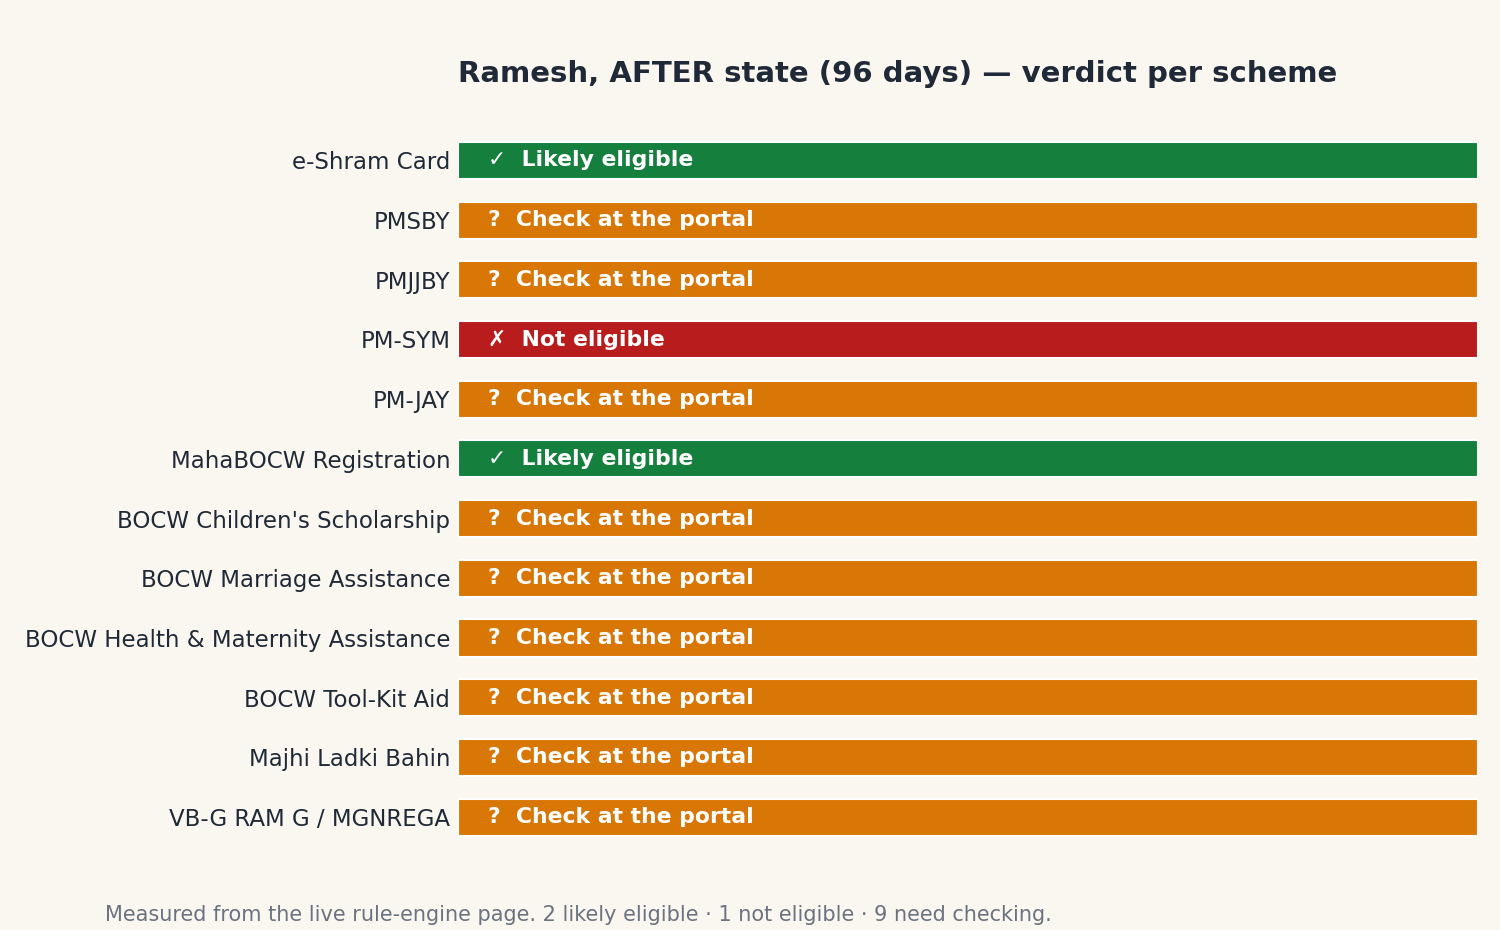 Ramesh, AFTER state (96 days) — verdict per scheme
e-Shram Card ✓ Likely eligible
PMSBY ? Check at the portal
PMJJBY ? Check at the portal
PM-SYM ✗ Not eligible
PM-JAY ? Check at the portal
MahaBOCW Registration ✓ Likely eligible
BOCW Children's Scholarship ? Check at the portal
BOCW Marriage Assistance ? Check at the portal
BOCW Health & Maternity Assistance ? Check at the portal
BOCW Tool-Kit Aid ? Check at the portal
Majhi Ladki Bahin ? Check at the portal
VB-G RAM G / MGNREGA ? Check at the portal
Measured from the live rule-engine page. 2 likely eligible · 1 not eligible · 9 need checking.